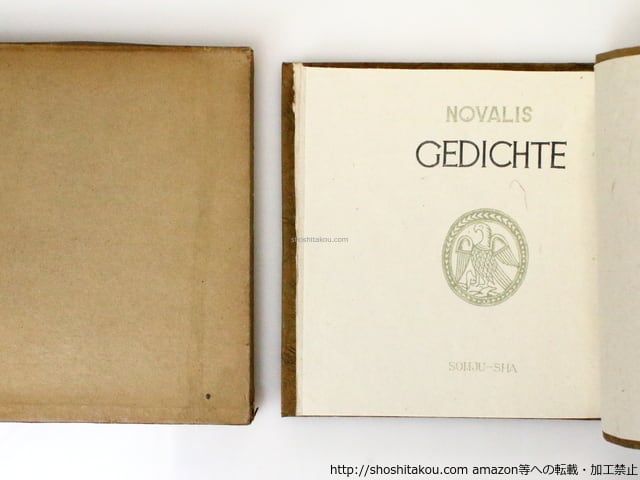 NOVALIS
GEDICHTE
shoshitakou.com
SOHJU-SHA
http://shoshitakou.com amazon等への転載・加工禁止